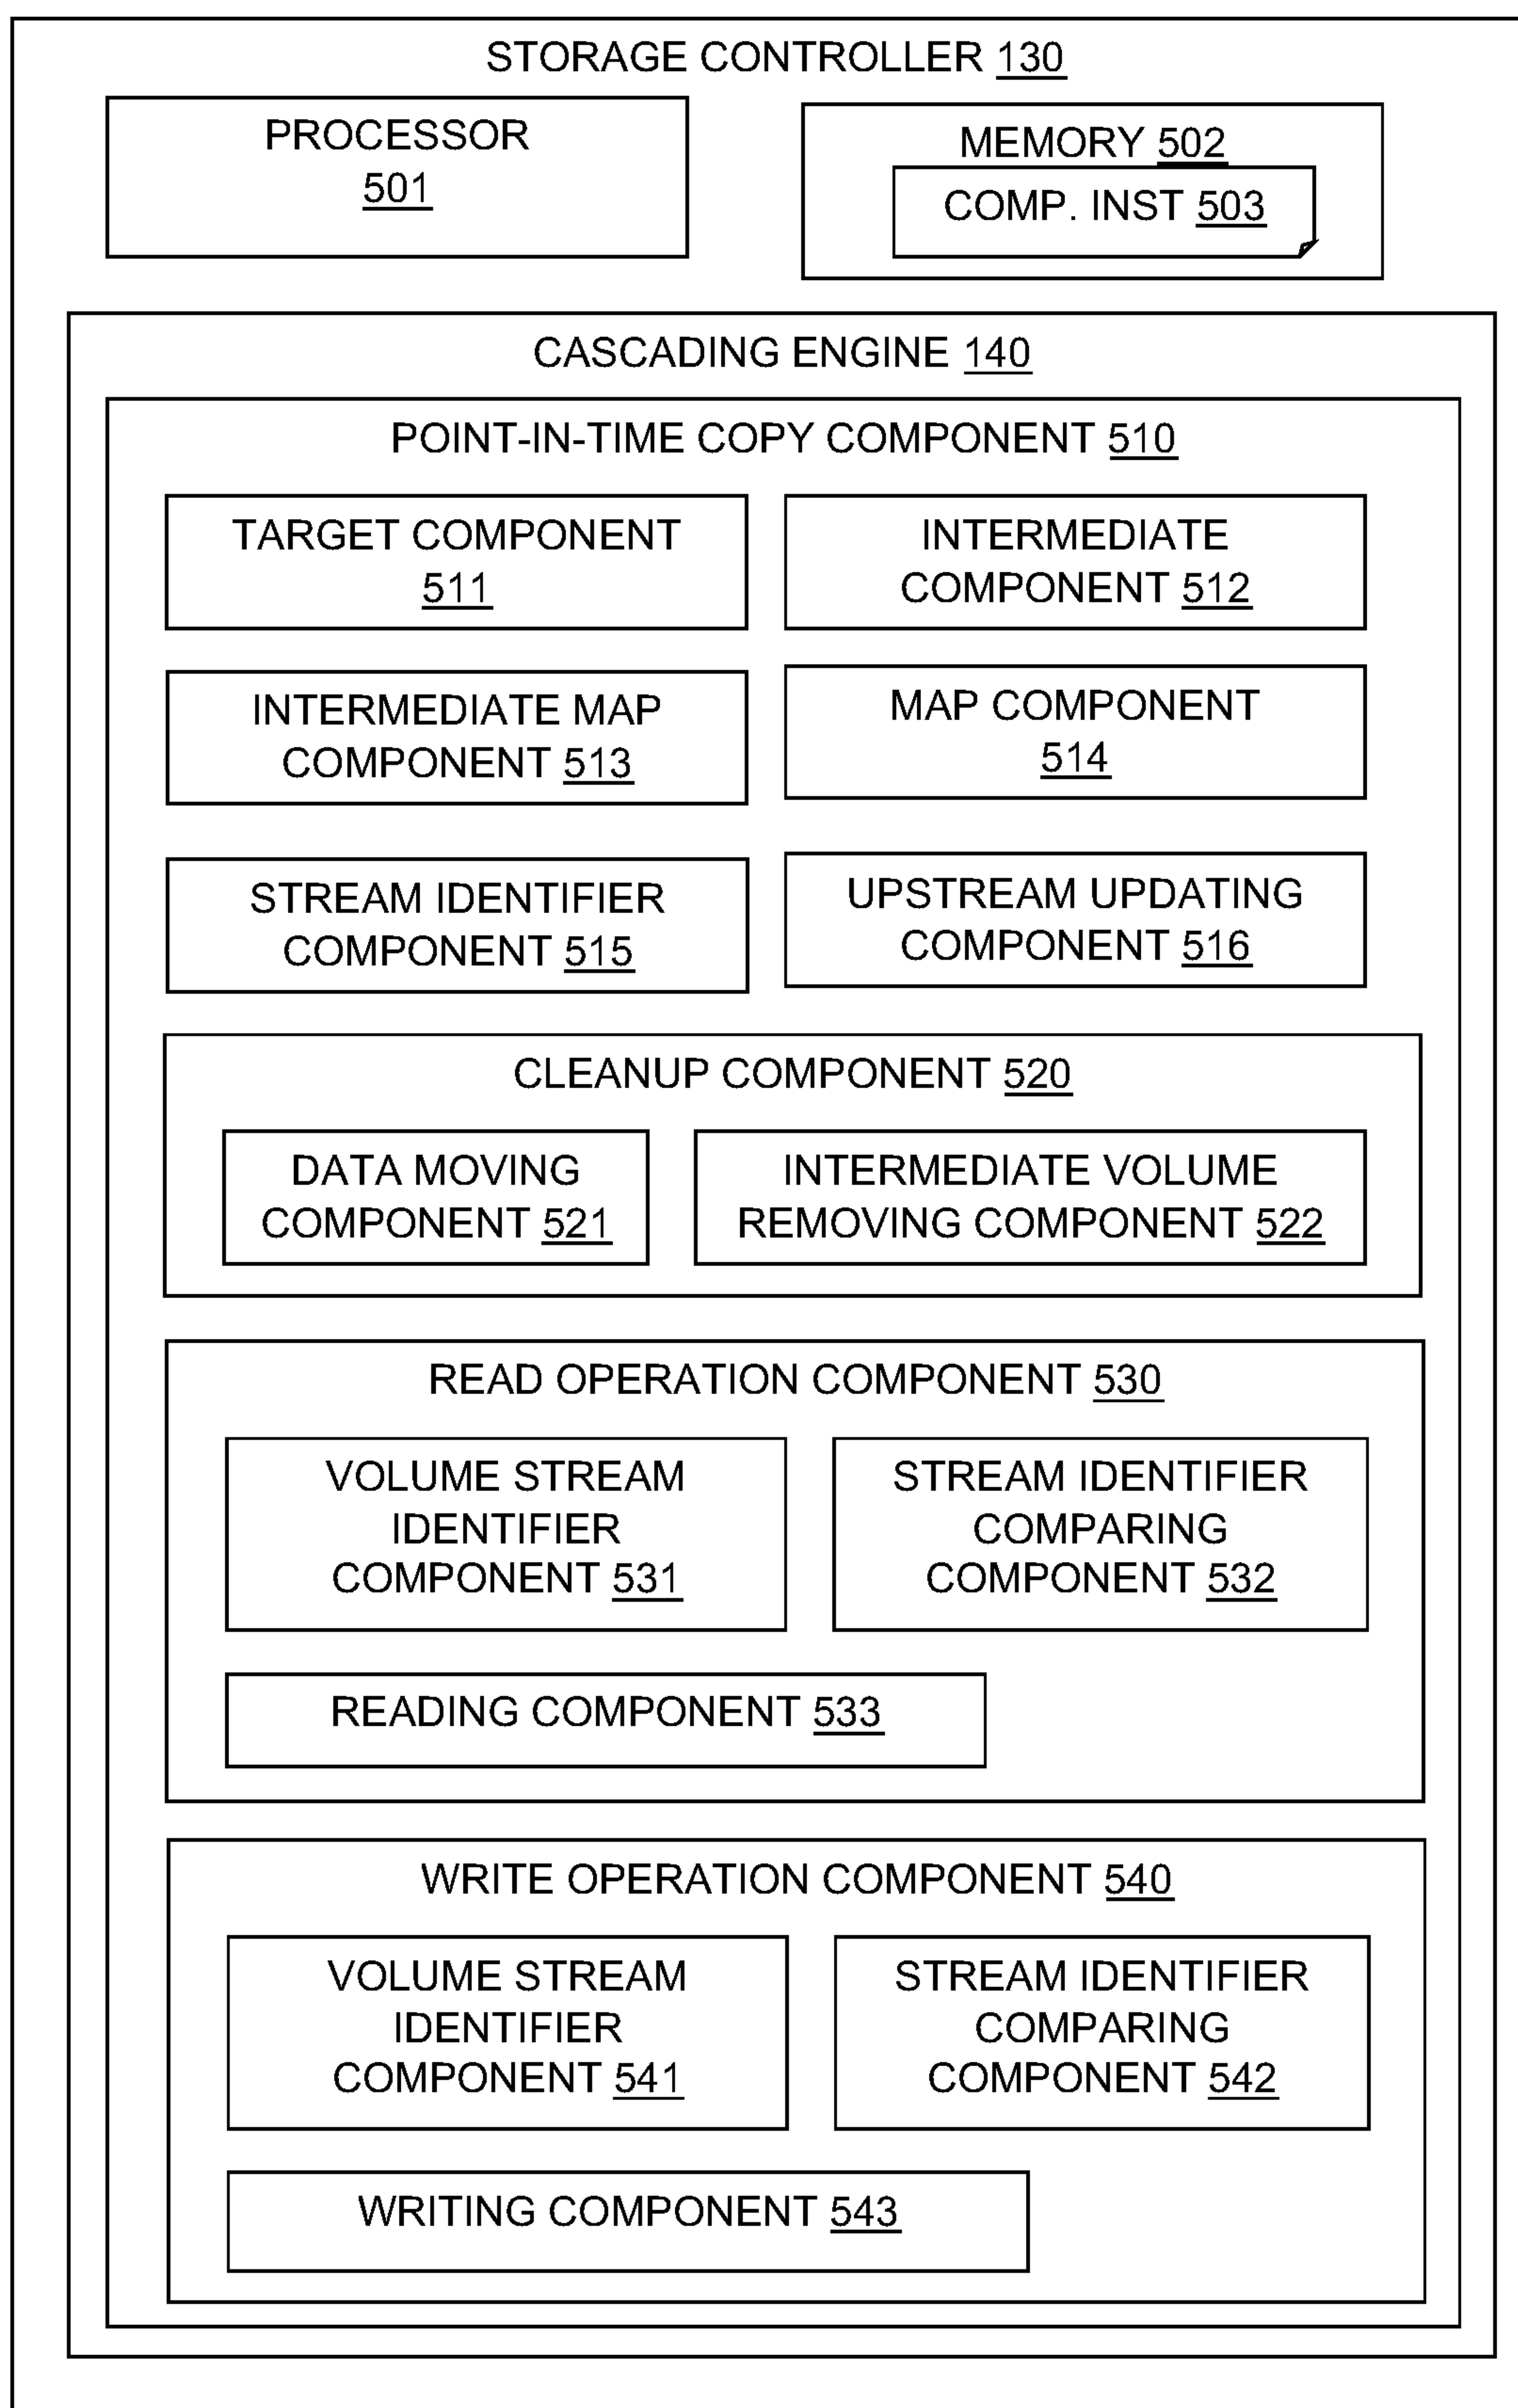 STORAGE CONTROLLER 130
PROCESSOR
501
MEMORY 502
COMP. INST 503
CASCADING ENGINE 140
POINT-IN-TIME COPY COMPONENT 510
TARGET COMPONENT
511
INTERMEDIATE
COMPONENT 512
INTERMEDIATE MAP
COMPONENT 513
MAP COMPONENT
514
STREAM IDENTIFIER
COMPONENT 515
UPSTREAM UPDATING
COMPONENT 516
CLEANUP COMPONENT 520
DATA MOVING
COMPONENT 521
INTERMEDIATE VOLUME
REMOVING COMPONENT 522
READ OPERATION COMPONENT 530
VOLUME STREAM
IDENTIFIER
COMPONENT 531
STREAM IDENTIFIER
COMPARING
COMPONENT 532
READING COMPONENT 533
WRITE OPERATION COMPONENT 540
VOLUME STREAM
IDENTIFIER
COMPONENT 541
STREAM IDENTIFIER
COMPARING
COMPONENT 542
WRITING COMPONENT 543